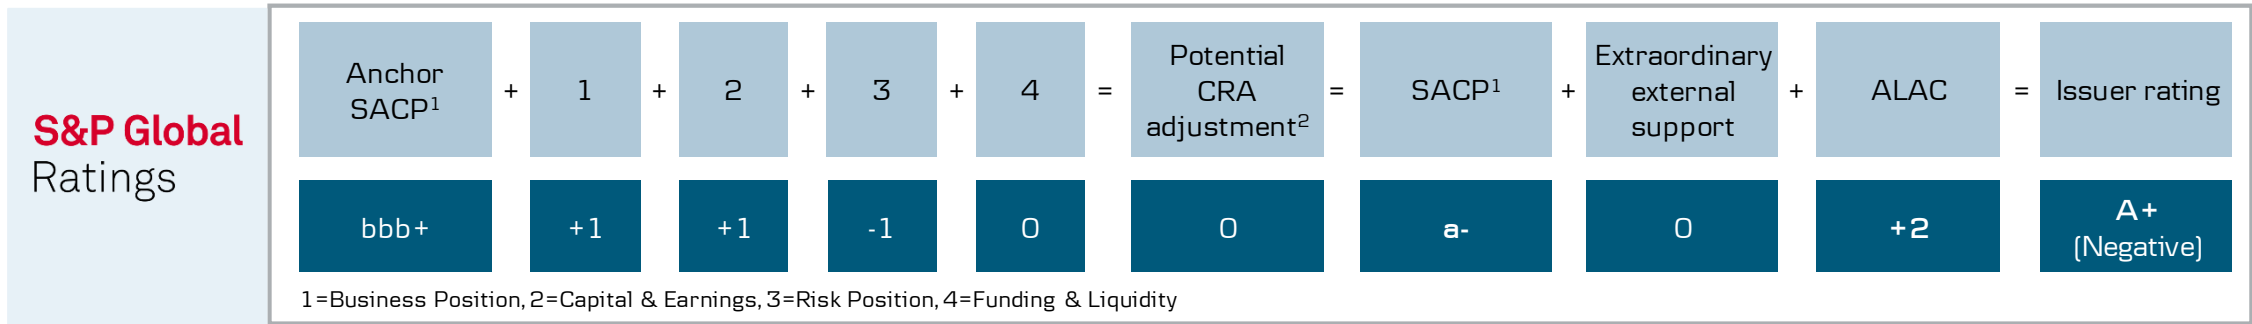 S&P Global
Ratings
Anchor
SACP¹
+
1
+
2
+
3
+
4
=
Potential
CRA
adjustment²
=
SACP¹
+
Extraordinary
external
support
+
ALAC
=
Issuer rating
bbb+
+1
+1
-1
0
0
a-
0
+2
A+
(Negative)
1=Business Position, 2=Capital & Earnings, 3=Risk Position, 4=Funding & Liquidity